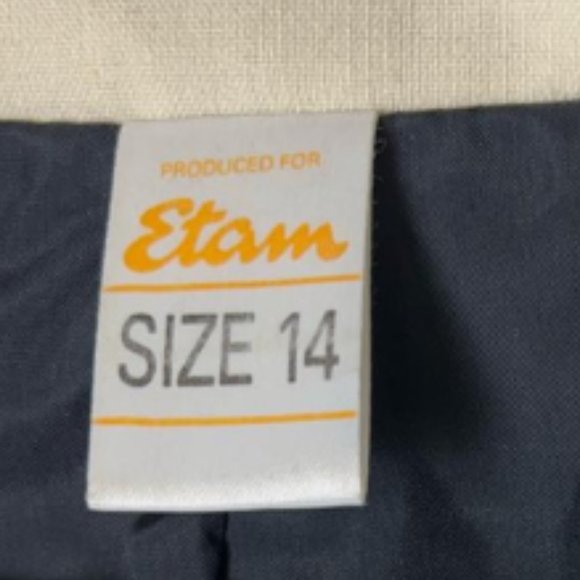 PRODUCED FOR
Etam
SIZE 14